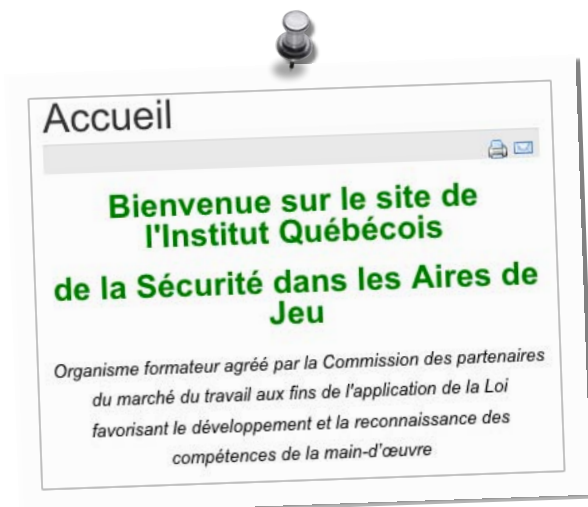 Accueil
Bienvenue sur le site de
l'Institut Québécois
de la Sécurité dans les Aires de
Jeu
Organisme formateur agréé par la Commission des partenaires
du marché du travail aux fins de l'application de la Loi
favorisant le développement et la reconnaissance des
compétences de la main-d’œuvre